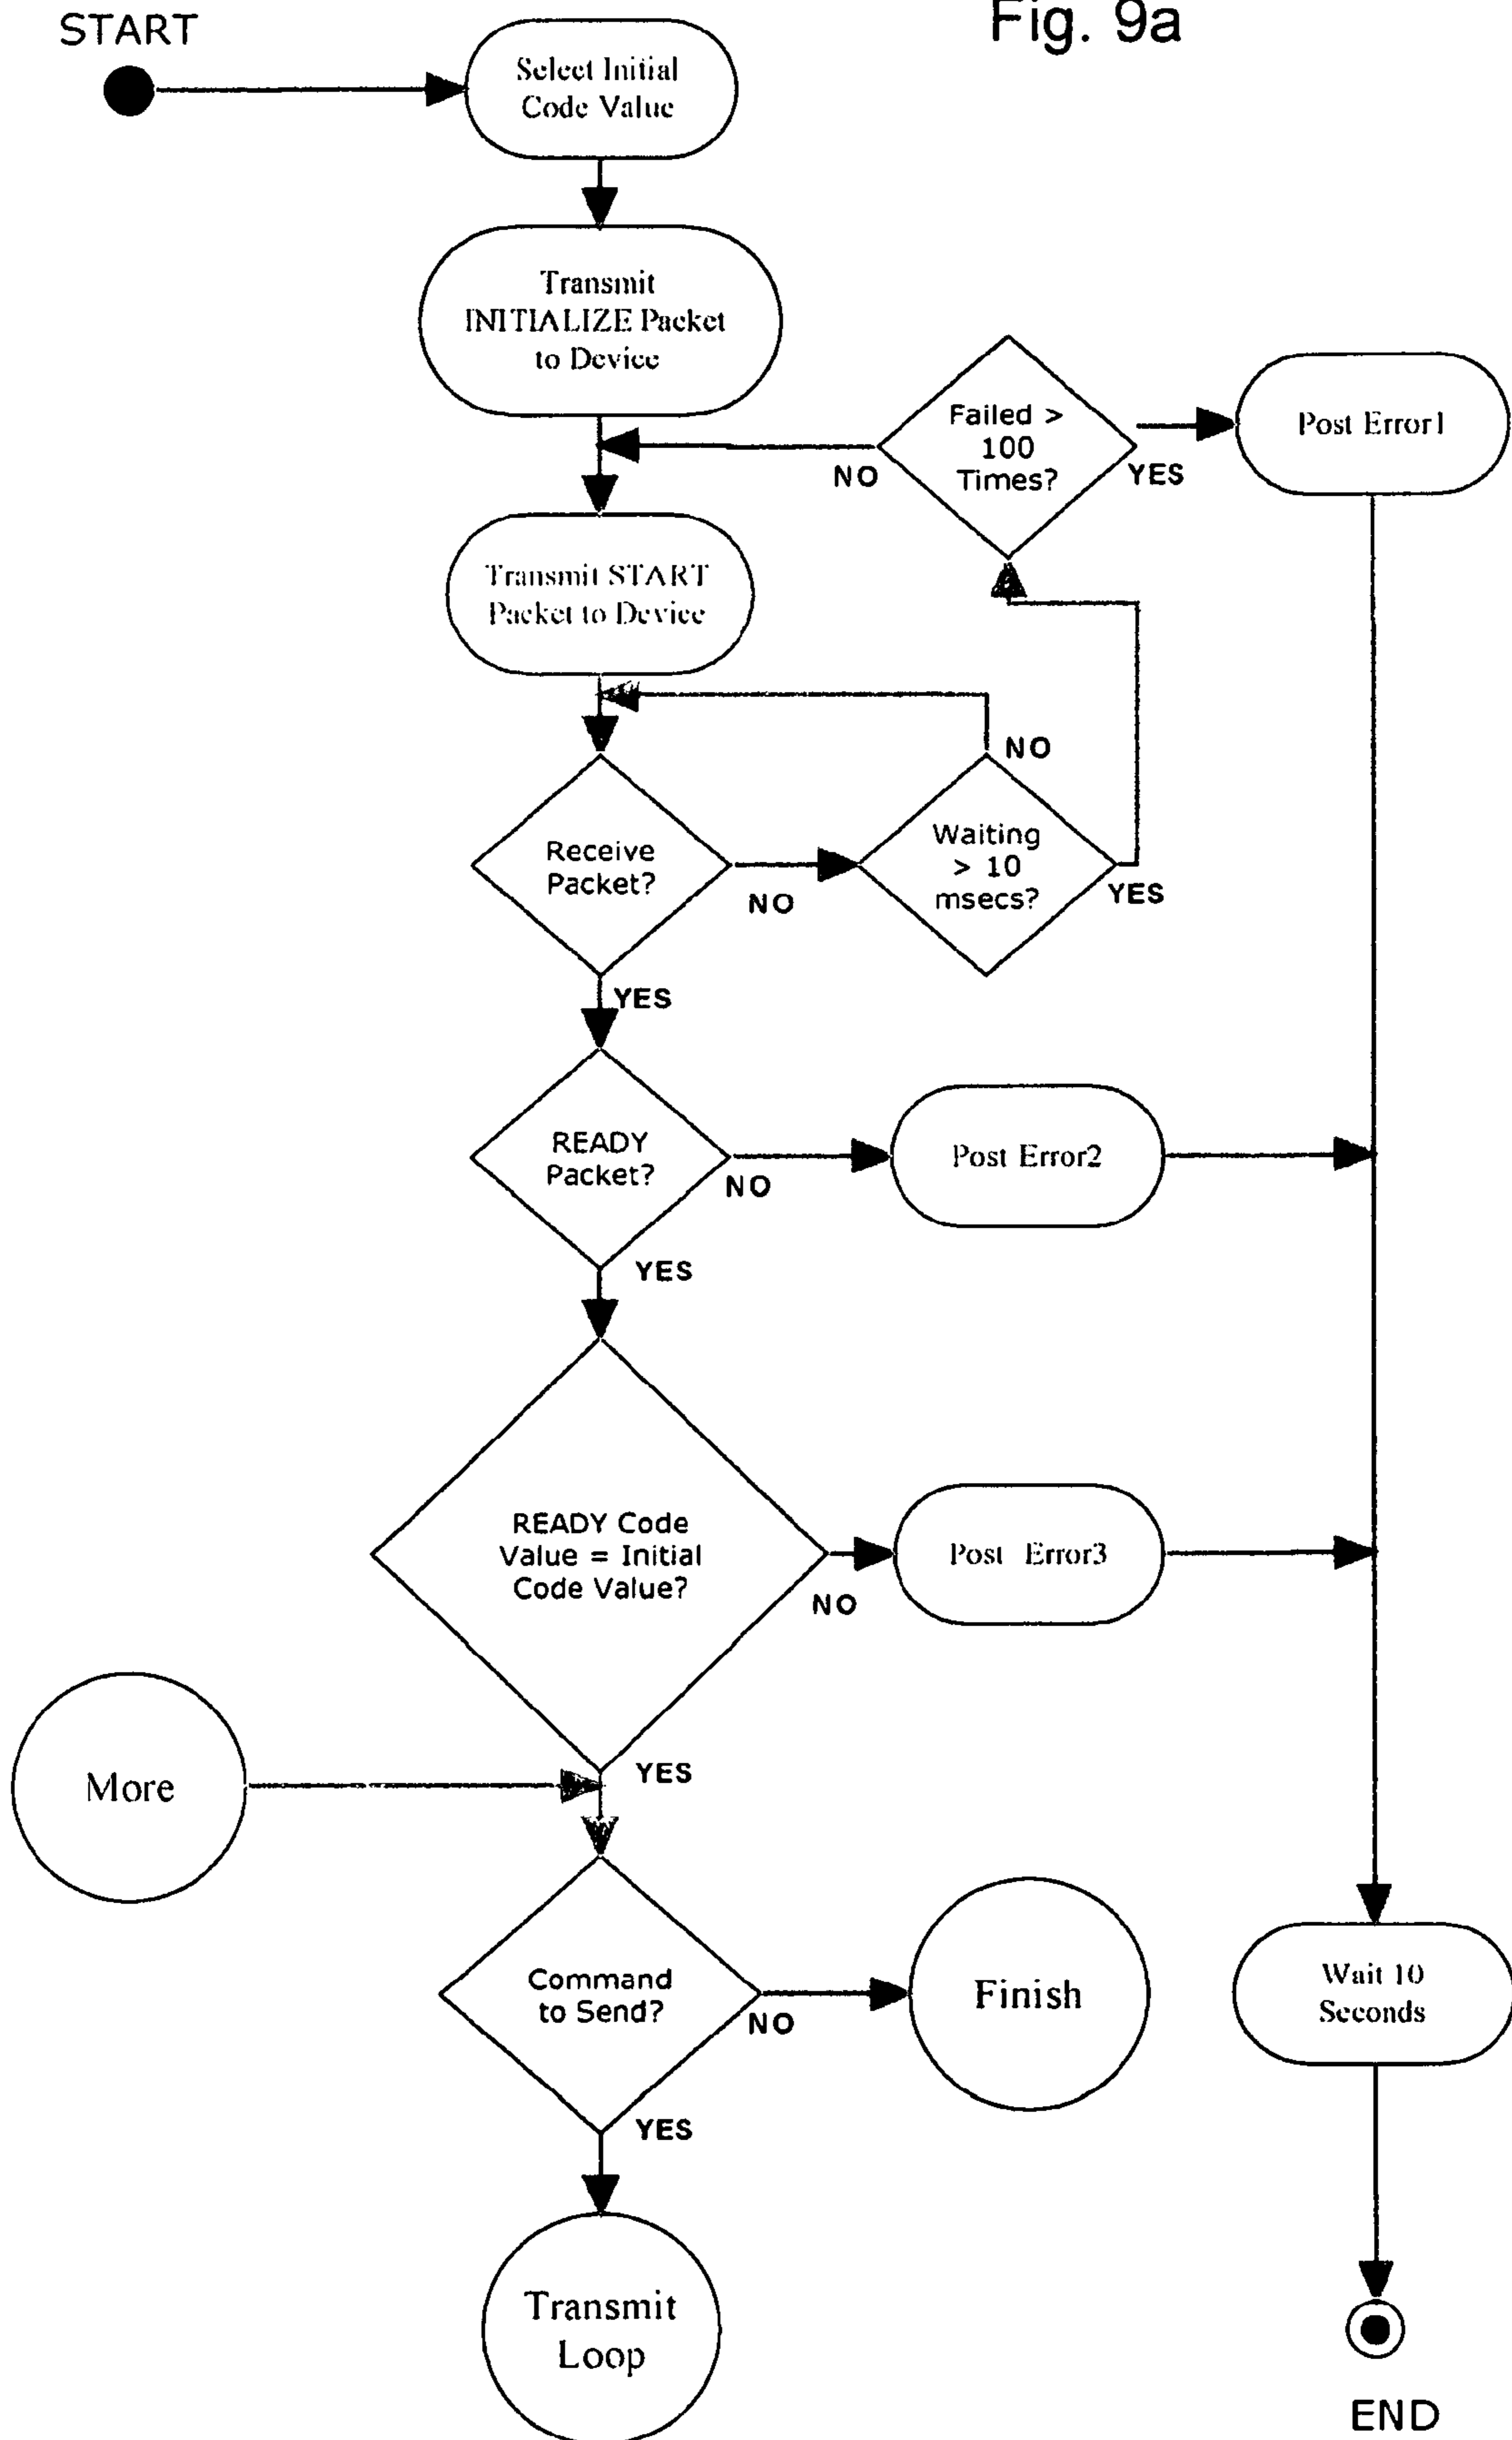 Fig. 9a
START
Select Initial
Code Value
Transmit
INITIALIZE Packet
to Device
Failed >
100
Times?
NO
YES
Post Error1
Transmit START
Packet to Device
NO
Receive
Packet?
NO
Waiting
> 10
msecs?
YES
YES
READY
Packet?
NO
Post Error2
YES
READY Code
Value = Initial
Code Value?
NO
Post Error3
More
YES
Command
to Send?
NO
Finish
Wait 10
Seconds
YES
Transmit
Loop
END